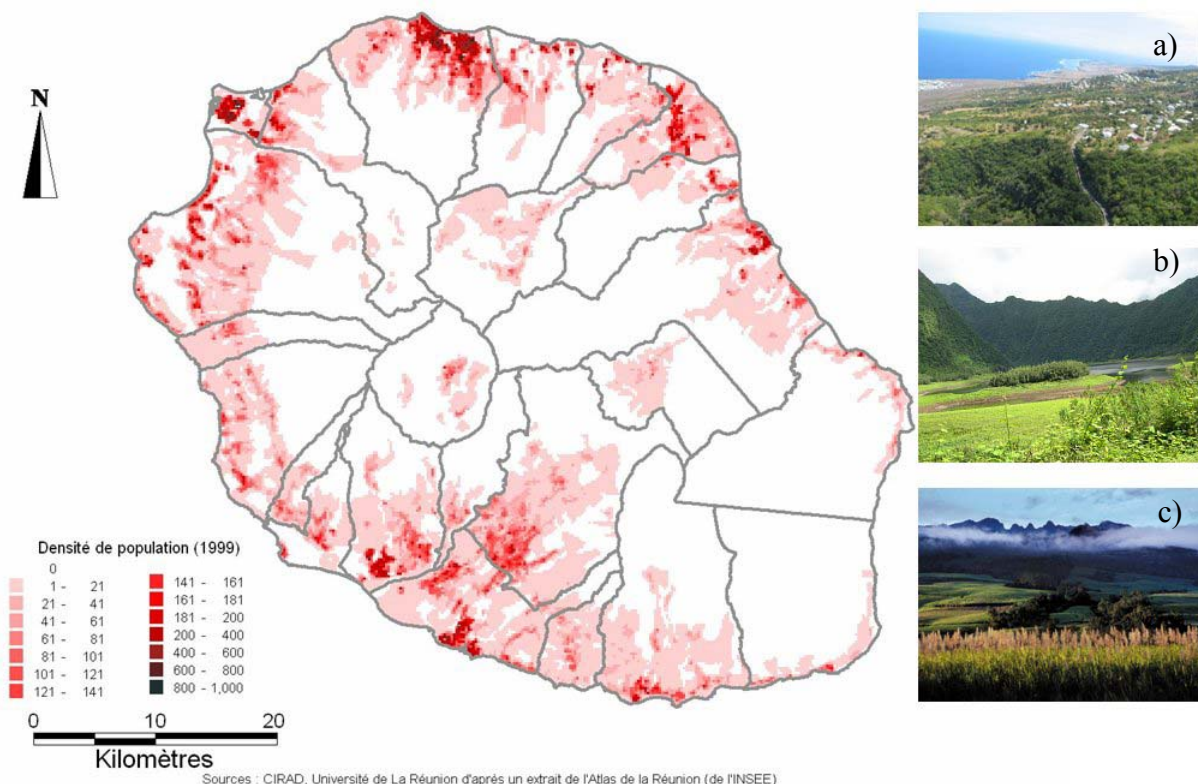 N
a)
b)
c)
Densité de population (1999)
0
1 - 21
21 - 41
41 - 61
61 - 81
81 - 101
101 - 121
121 - 141
141 - 161
161 - 181
181 - 200
200 - 400
400 - 600
600 - 800
800 - 1,000
0 10 20
Kilomètres
Sources : CIRAD, Université de La Réunion d'après un extrait de l'Atlas de la Réunion (de l'INSEE)